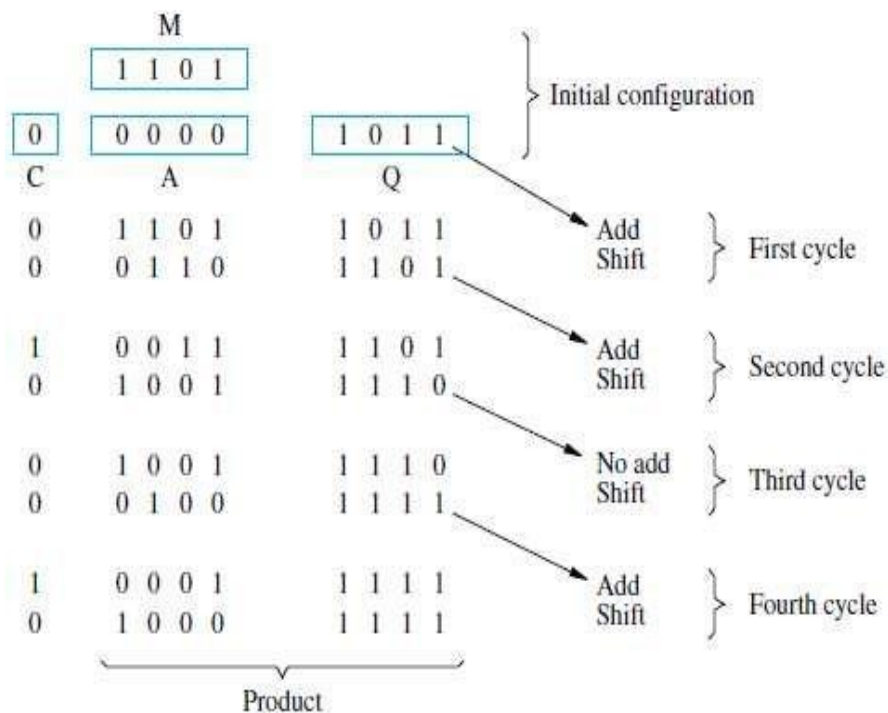 M
1 1 0 1
Initial configuration
0 0 0 0 0 1 0 1 1
C A Q
0 1 1 0 1 1 0 1 1 Add
First cycle
0 0 1 1 0 1 1 0 1 Shift
1 0 0 1 1 1 1 0 1 Add
Second cycle
0 1 0 0 1 1 1 1 0 Shift
0 1 0 0 1 1 1 1 0 No add
Third cycle
0 0 1 0 0 1 1 1 1 Shift
1 0 0 0 1 1 1 1 1 Add
Fourth cycle
0 1 0 0 0 1 1 1 1 Shift
Product